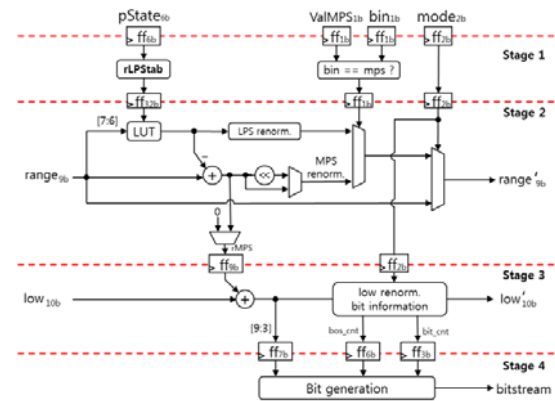 pState6b ValMPS1b bin1b mode2b
ff6b ff1b ff1b ff2b
Stage 1
rLPStab bin == mps ?
ff32b ff1b ff2b
Stage 2
[7:6] LUT LPS renorm.
−
range9b + << MPS renorm. range′9b
0
rMPS
ff9b ff2b
Stage 3
low10b + low renorm. bit information low′10b
[9:3] bos_cnt bit_cnt
ff7b ff6b ff3b
Stage 4
Bit generation bitstream